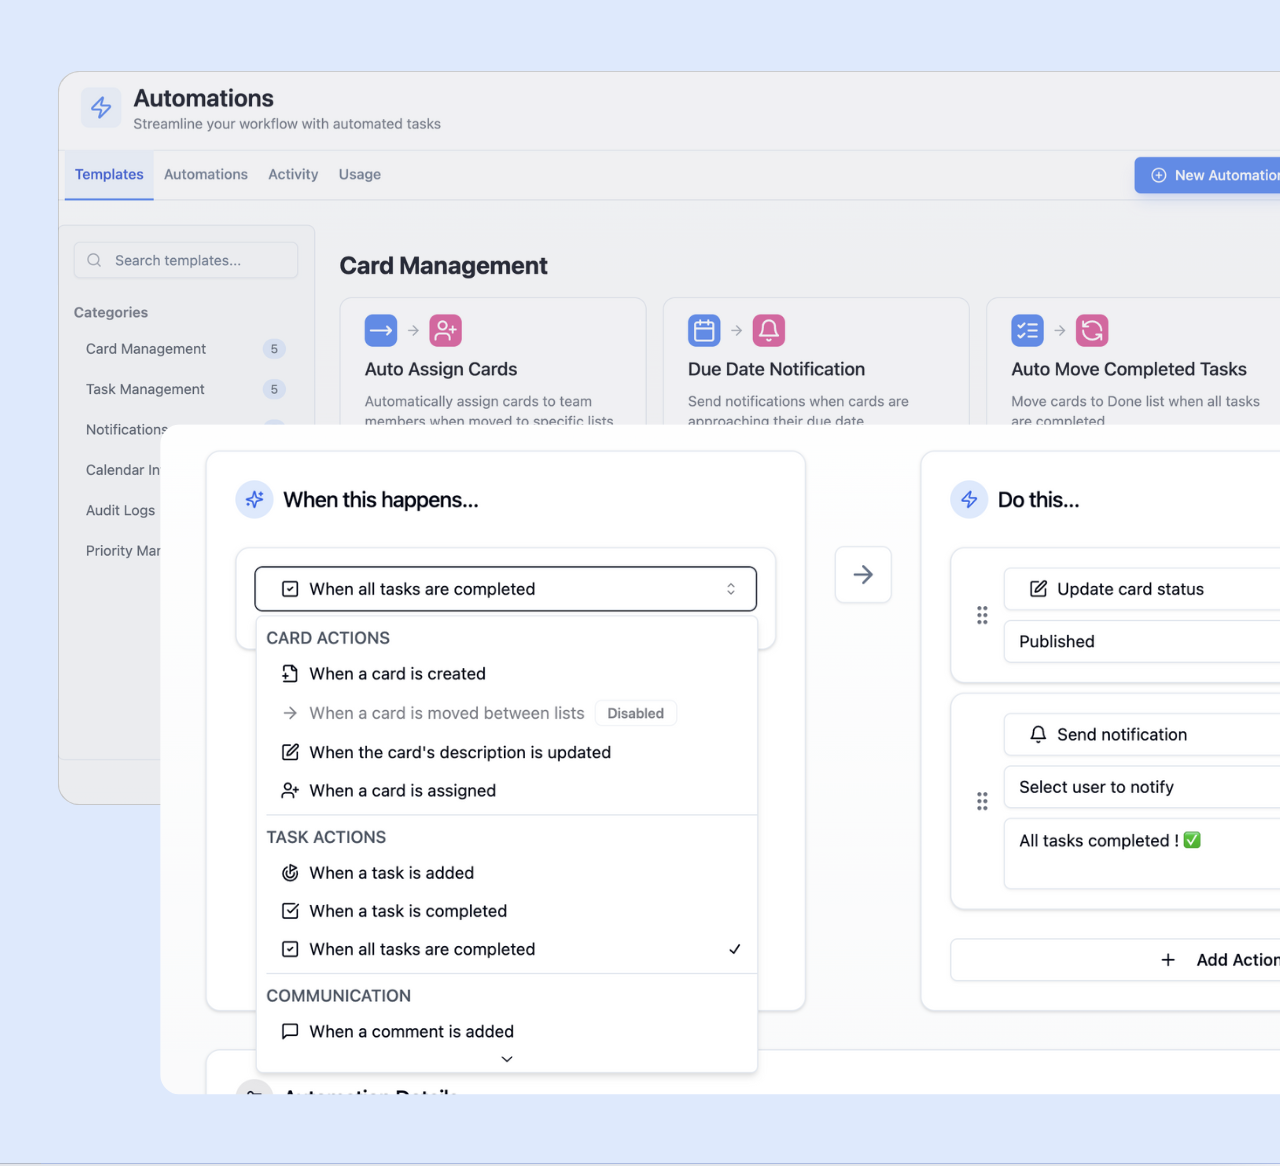 Automations
Streamline your workflow with automated tasks
Templates
Automations
Activity
Usage
New Automation
Search templates...
Categories
Card Management
5
Task Management
5
Notifications
Calendar In
Audit Logs
Priority Mar
Card Management
Auto Assign Cards
Automatically assign cards to team
members when moved to specific lists
Due Date Notification
Send notifications when cards are
approaching their due date
Auto Move Completed Tasks
Move cards to Done list when all tasks
are completed
When this happens...
When all tasks are completed
CARD ACTIONS
When a card is created
When a card is moved between lists
Disabled
When the card's description is updated
When a card is assigned
TASK ACTIONS
When a task is added
When a task is completed
When all tasks are completed
COMMUNICATION
When a comment is added
Do this...
Update card status
Published
Send notification
Select user to notify
All tasks completed ! ✅
Add Action
Automation Details